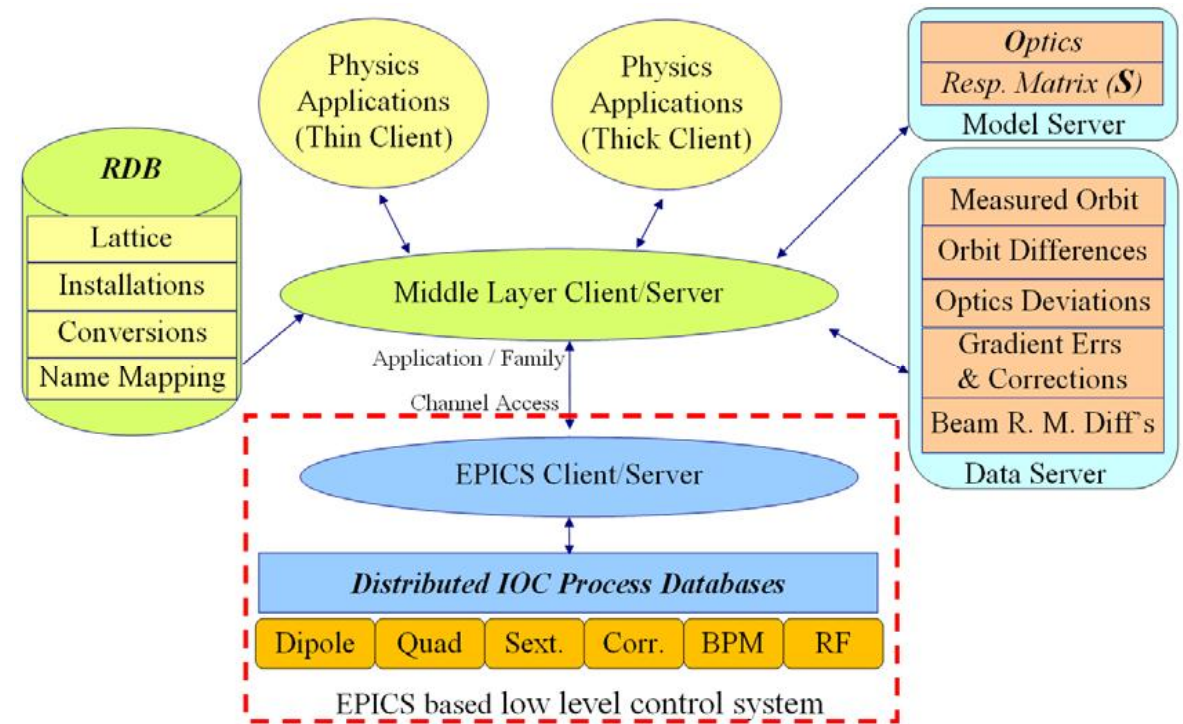 Physics
Applications
(Thin Client)
Physics
Applications
(Thick Client)
Optics
Resp. Matrix (S)
Model Server
RDB
Lattice
Installations
Conversions
Name Mapping
Middle Layer Client/Server
Measured Orbit
Orbit Differences
Optics Deviations
Gradient Errs
& Corrections
Beam R. M. Diff's
Data Server
Application / Family
Channel Access
EPICS Client/Server
Distributed IOC Process Databases
Dipole
Quad
Sext.
Corr.
BPM
RF
EPICS based low level control system